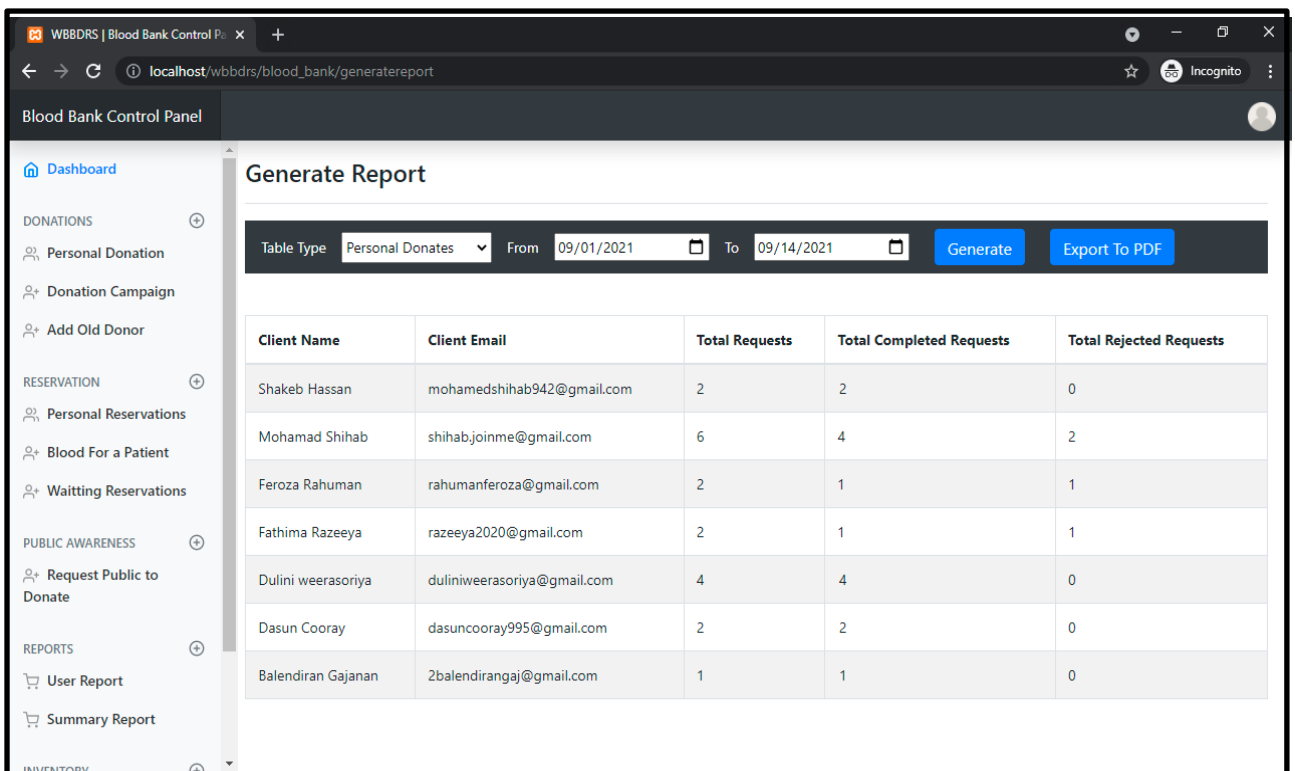 WBBDRS | Blood Bank Control Pa
localhost/wbbdrs/blood_bank/generatereport
Incognito
Blood Bank Control Panel
Dashboard
DONATIONS
Personal Donation
Donation Campaign
Add Old Donor
RESERVATION
Personal Reservations
Blood For a Patient
Waitting Reservations
PUBLIC AWARENESS
Request Public to
Donate
REPORTS
User Report
Summary Report
INVENTORY
Generate Report
Table Type Personal Donates From 09/01/2021 To 09/14/2021 Generate Export To PDF
Client Name Client Email Total Requests Total Completed Requests Total Rejected Requests
Shakeb Hassan mohamedshihab942@gmail.com 2 2 0
Mohamad Shihab shihab.joinme@gmail.com 6 4 2
Feroza Rahuman rahumanferoza@gmail.com 2 1 1
Fathima Razeeya razeeya2020@gmail.com 2 1 1
Dulini weerasoriya duliniweerasoriya@gmail.com 4 4 0
Dasun Cooray dasuncooray995@gmail.com 2 2 0
Balendiran Gajanan 2balendirangaj@gmail.com 1 1 0